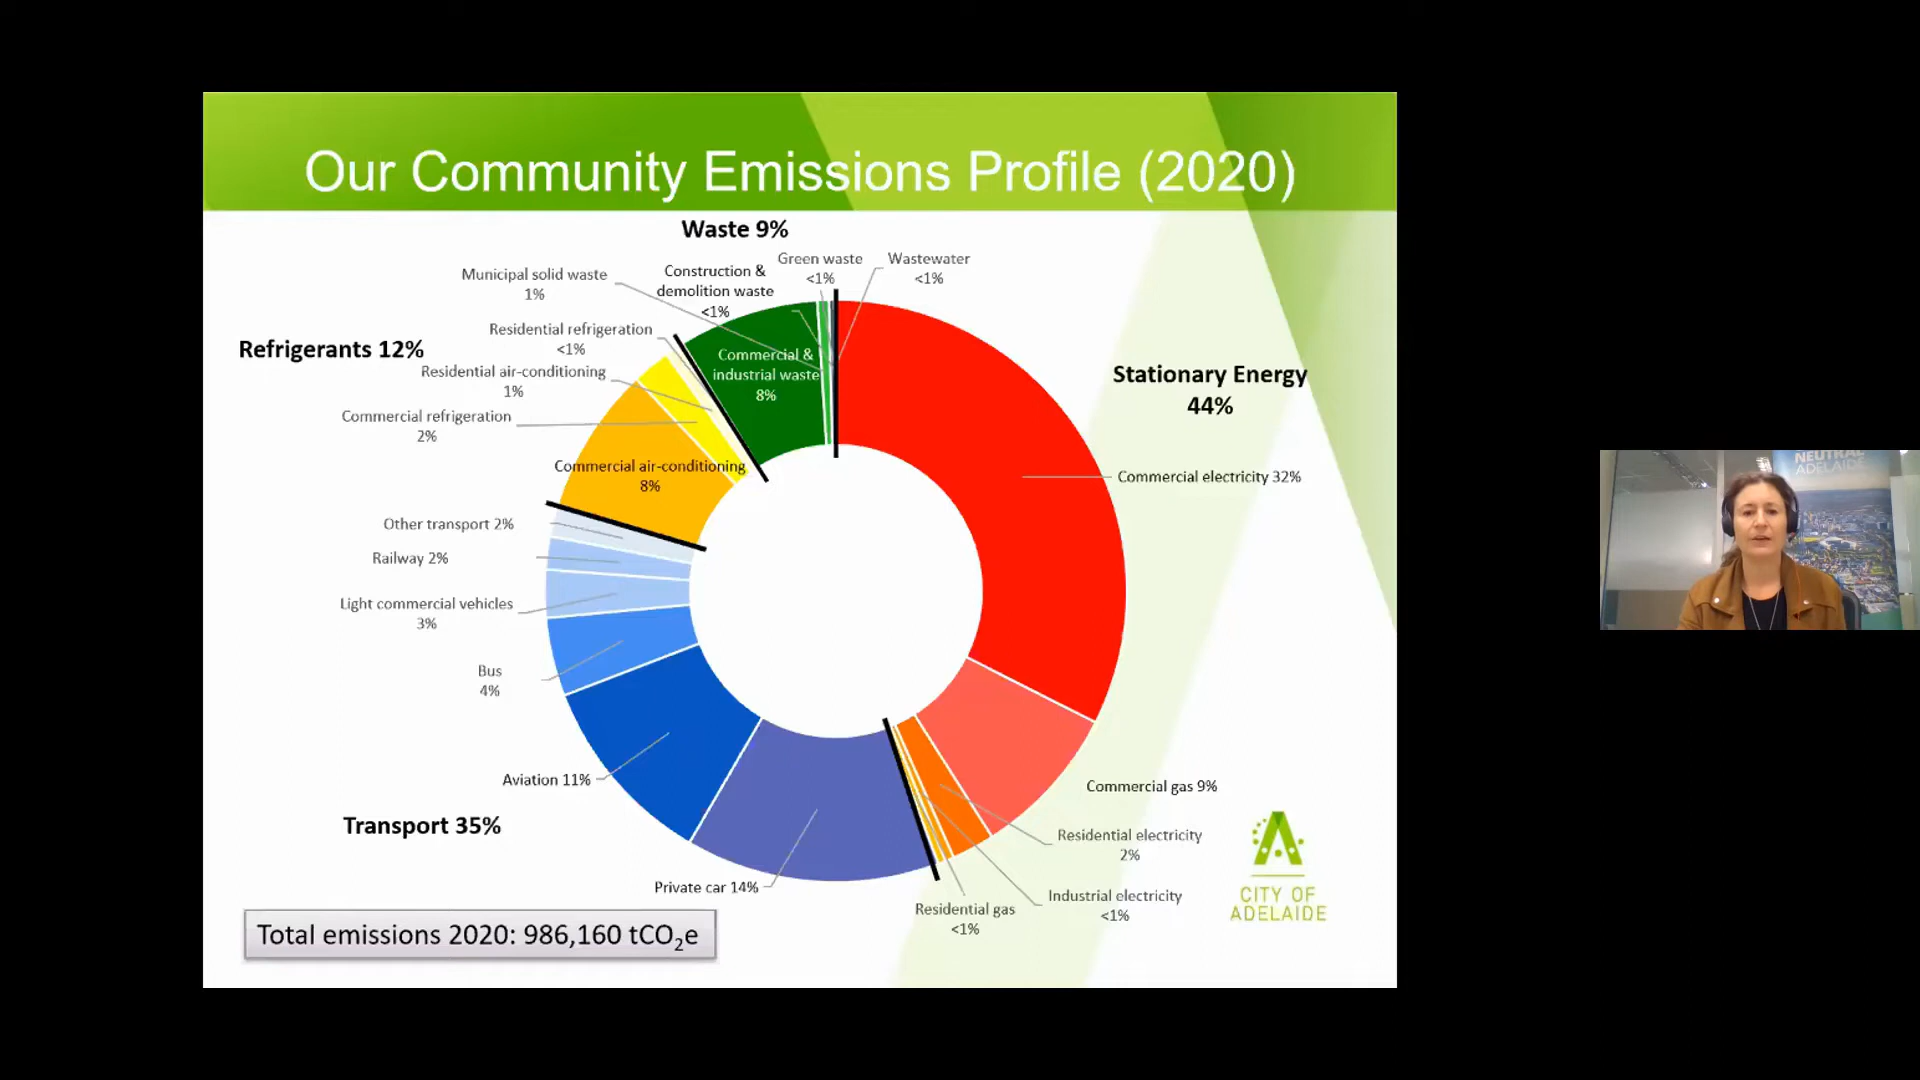 Our Community Emissions Profile (2020)
Waste 9%
Green waste
<1%
Wastewater
<1%
Municipal solid waste
1%
Construction &
demolition waste
<1%
Residential refrigeration
<1%
Refrigerants 12%
Residential air-conditioning
1%
Commercial refrigeration
2%
Commercial &
industrial waste
8%
Stationary Energy
44%
Commercial air-conditioning
8%
Commercial electricity 32%
Other transport 2%
Railway 2%
Light commercial vehicles
3%
Bus
4%
Aviation 11%
Commercial gas 9%
Transport 35%
Residential electricity
2%
Private car 14%
Industrial electricity
<1%
Residential gas
<1%
CITY OF
ADELAIDE
Total emissions 2020: 986,160 tCO₂e
NEUTRAL
ADELAIDE